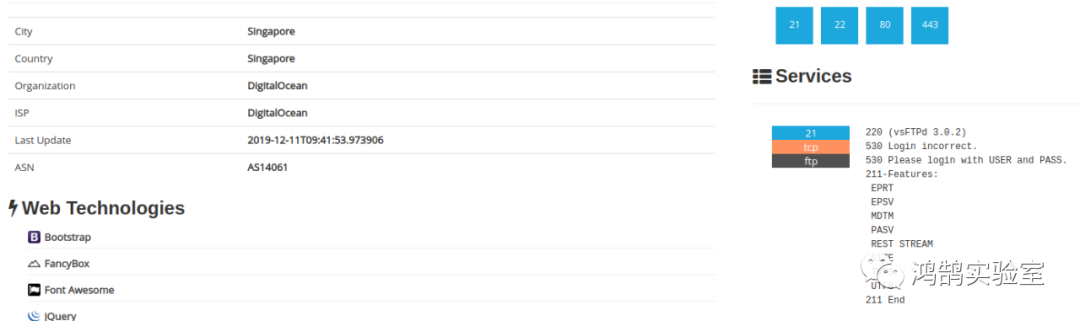 City Singapore
Country Singapore
Organization DigitalOcean
ISP DigitalOcean
Last Update 2019-12-11T09:41:53.973906
ASN AS14061
Web Technologies
Bootstrap
FancyBox
Font Awesome
jQuery
21 22 80 443
Services
21
tcp
ftp
220 (vsFTPd 3.0.2)
530 Login incorrect.
530 Please login with USER and PASS.
211-Features:
EPRT
EPSV
MDTM
PASV
REST STREAM
211 End
鸿鹄实验室